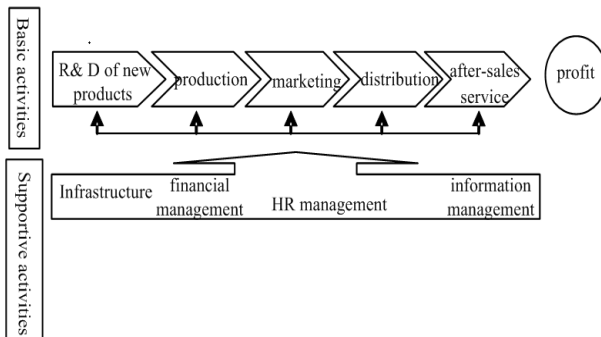 Basic activities
R& D of new
products
production
marketing
distribution
after-sales
service
profit
Supportive activities
Infrastructure
financial
management
HR management
information
management